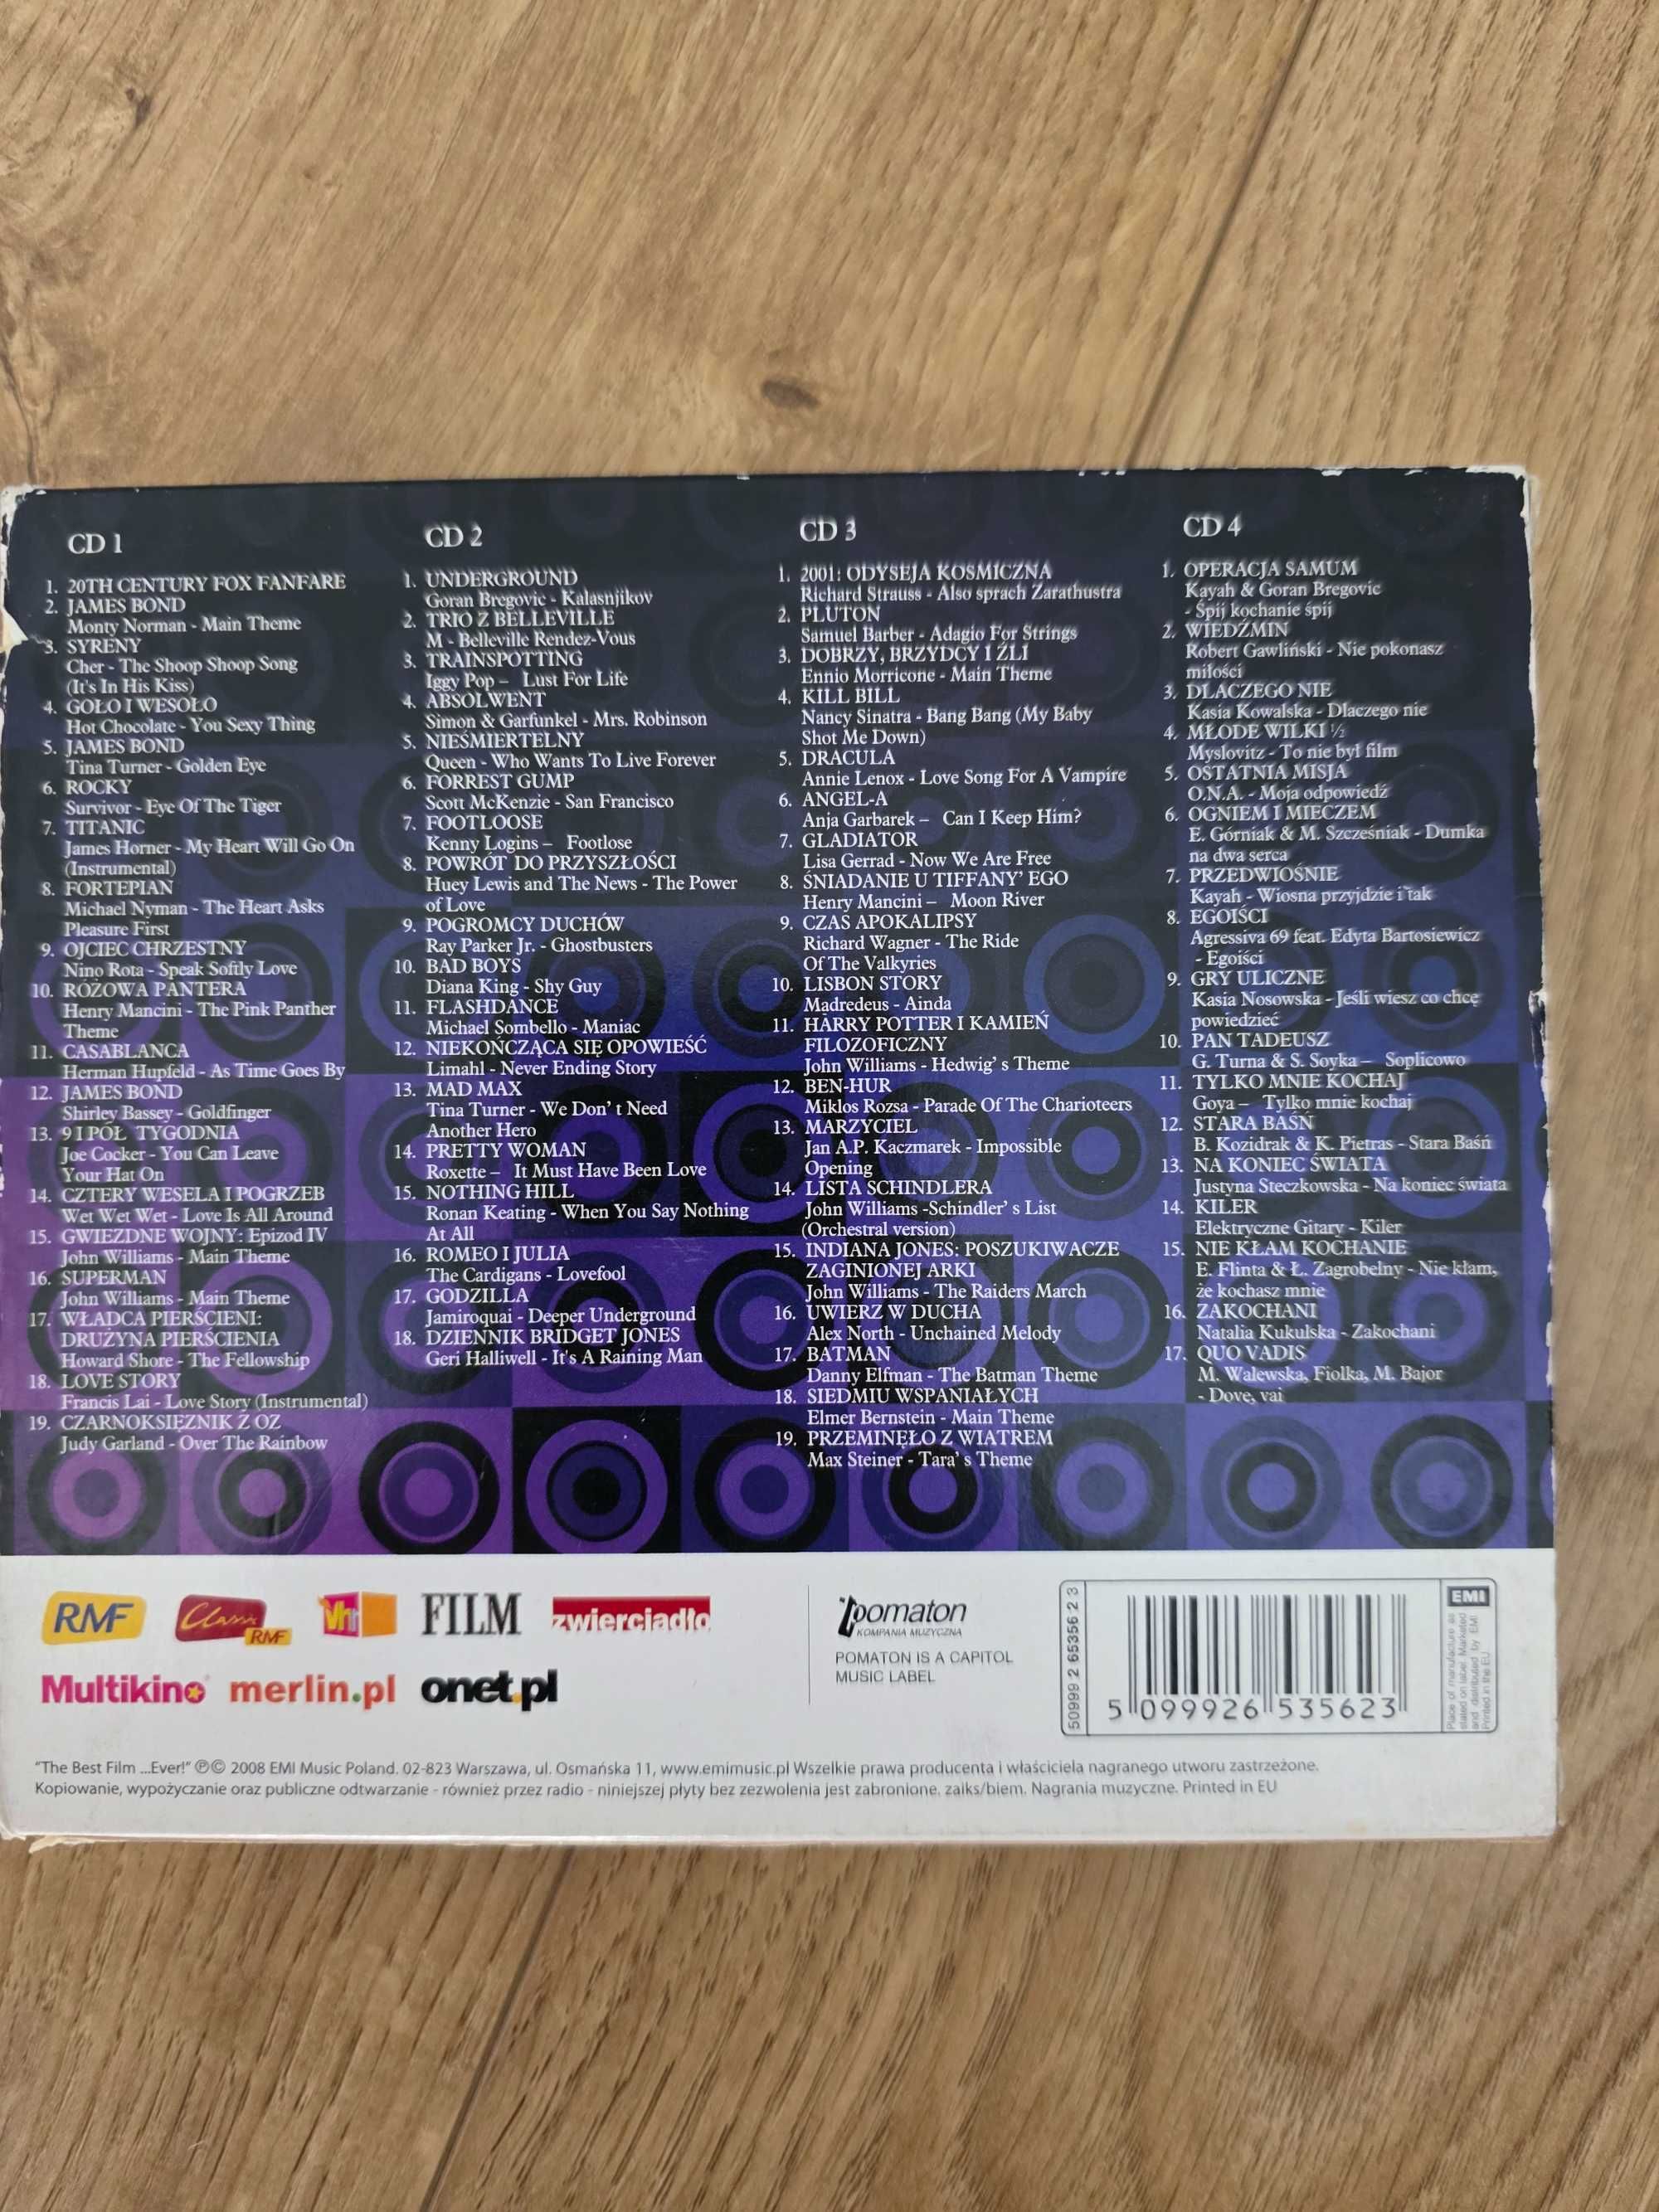 CD 1
1. 20TH CENTURY FOX FANFARE
2. JAMES BOND
Monty Norman - Main Theme
3. SYRENY
Cher - The Shoop Shoop Song
(It's In His Kiss)
4. GOŁO I WESOŁO
Hot Chocolate - You Sexy Thing
5. JAMES BOND
Tina Turner - Golden Eye
6. ROCKY
Survivor - Eye Of The Tiger
7. TITANIC
James Horner - My Heart Will Go On
(Instrumental)
8. FORTEPIAN
Michael Nyman - The Heart Asks
Pleasure First
9. OJCIEC CHRZESTNY
Nino Rota - Speak Softly Love
10. RÓŻOWA PANTERA
Henry Mancini - The Pink Panther
Theme
11. CASABLANCA
Herman Hupfeld - As Time Goes By
12. JAMES BOND
Shirley Bassey - Goldfinger
13. 9 I PÓŁ TYGODNIA
Joe Cocker - You Can Leave
Your Hat On
14. CZTERY WESELA I POGRZEB
Wet Wet Wet - Love Is All Around
15. GWIEZDNE WOJNY: Epizod IV
John Williams - Main Theme
16. SUPERMAN
John Williams - Main Theme
17. WŁADCA PIERŚCIENI:
DRUŻYNA PIERŚCIENIA
Howard Shore - The Fellowship
18. LOVE STORY
Francis Lai - Love Story (Instrumental)
19. CZARNOKSIĘŻNIK Z OZ
Judy Garland - Over The Rainbow
CD 2
1. UNDERGROUND
Goran Bregovic - Kalasnjikov
2. TRIO Z BELLEVILLE
M - Belleville Rendez-Vous
3. TRAINSPOTTING
Iggy Pop – Lust For Life
4. ABSOLWENT
Simon & Garfunkel - Mrs. Robinson
5. NIEŚMIERTELNY
Queen - Who Wants To Live Forever
6. FORREST GUMP
Scott McKenzie - San Francisco
7. FOOTLOOSE
Kenny Logins – Footlose
8. POWRÓT DO PRZYSZŁOŚCI
Huey Lewis and The News - The Power
of Love
9. POGROMCY DUCHÓW
Ray Parker Jr. - Ghostbusters
10. BAD BOYS
Diana King - Shy Guy
11. FLASHDANCE
Michael Sombello - Maniac
12. NIEKOŃCZĄCA SIĘ OPOWIEŚĆ
Limahl - Never Ending Story
13. MAD MAX
Tina Turner - We Don' t Need
Another Hero
14. PRETTY WOMAN
Roxette – It Must Have Been Love
15. NOTHING HILL
Ronan Keating - When You Say Nothing
At All
16. ROMEO I JULIA
The Cardigans - Lovefool
17. GODZILLA
Jamiroquai - Deeper Underground
18. DZIENNIK BRIDGET JONES
Geri Halliwell - It's A Raining Man
CD 3
1. 2001: ODYSEJA KOSMICZNA
Richard Strauss - Also sprach Zarathustra
2. PLUTON
Samuel Barber - Adagio For Strings
3. DOBRZY, BRZYDCY I ŹLI
Ennio Morricone - Main Theme
4. KILL BILL
Nancy Sinatra - Bang Bang (My Baby
Shot Me Down)
5. DRACULA
Annie Lenox - Love Song For A Vampire
6. ANGEL-A
Anja Garbarek – Can I Keep Him?
7. GLADIATOR
Lisa Gerrad - Now We Are Free
8. ŚNIADANIE U TIFFANY' EGO
Henry Mancini – Moon River
9. CZAS APOKALIPSY
Richard Wagner - The Ride
Of The Valkyries
10. LISBON STORY
Madredeus - Ainda
11. HARRY POTTER I KAMIEŃ
FILOZOFICZNY
John Williams - Hedwig' s Theme
12. BEN-HUR
Miklos Rozsa - Parade Of The Charioteers
13. MARZYCIEL
Jan A.P. Kaczmarek - Impossible
Opening
14. LISTA SCHINDLERA
John Williams -Schindler' s List
(Orchestral version)
15. INDIANA JONES: POSZUKIWACZE
ZAGINIONEJ ARKI
John Williams - The Raiders March
16. UWIERZ W DUCHA
Alex North - Unchained Melody
17. BATMAN
Danny Elfman - The Batman Theme
18. SIEDMIU WSPANIAŁYCH
Elmer Bernstein - Main Theme
19. PRZEMINĘŁO Z WIATREM
Max Steiner - Tara' s Theme
CD 4
1. OPERACJA SAMUM
Kayah & Goran Bregovic
- Śpij kochanie śpij
2. WIEDŹMIN
Robert Gawliński - Nie pokonasz
miłości
3. DLACZEGO NIE
Kasia Kowalska - Dlaczego nie
4. MŁODE WILKI ½
Myslovitz - To nie był film
5. OSTATNIA MISJA
O.N.A. - Moja odpowiedź
6. OGNIEM I MIECZEM
E. Górniak & M. Szcześniak - Dumka
na dwa serca
7. PRZEDWIOŚNIE
Kayah - Wiosna przyjdzie i tak
8. EGOIŚCI
Agressiva 69 feat. Edyta Bartosiewicz
- Egoiści
9. GRY ULICZNE
Kasia Nosowska - Jeśli wiesz co chcę
powiedzieć
10. PAN TADEUSZ
G. Turna & S. Soyka – Soplicowo
11. TYLKO MNIE KOCHAJ
Goya – Tylko mnie kochaj
12. STARA BAŚŃ
B. Kozidrak & K. Pietras - Stara Baśń
13. NA KONIEC ŚWIATA
Justyna Steczkowska - Na koniec świata
14. KILER
Elektryczne Gitary - Kiler
15. NIE KŁAM KOCHANIE
E. Flinta & Ł. Zagrobelny - Nie kłam,
że kochasz mnie
16. ZAKOCHANI
Natalia Kukulska - Zakochani
17. QUO VADIS
M. Walewska, Fiolka, M. Bajor
- Dove, vai
RMF
Classic
RMF
Vh1
FILM
zwierciadło
Multikino
merlin.pl
onet.pl
pomaton
KOMPANIA MUZYCZNA
POMATON IS A CAPITOL
MUSIC LABEL
50999 2 65356 2 3
5 099926 535623
EMI
Place of manufacture as
stated on label. Marketed
and distributed by EMI
Printed in the EU
"The Best Film ...Ever!" ℗© 2008 EMI Music Poland. 02-823 Warszawa, ul. Osmańska 11, www.emimusic.pl Wszelkie prawa producenta i właściciela nagranego utworu zastrzeżone.
Kopiowanie, wypożyczanie oraz publiczne odtwarzanie - również przez radio - niniejszej płyty bez zezwolenia jest zabronione. zaiks/biem. Nagrania muzyczne. Printed in EU